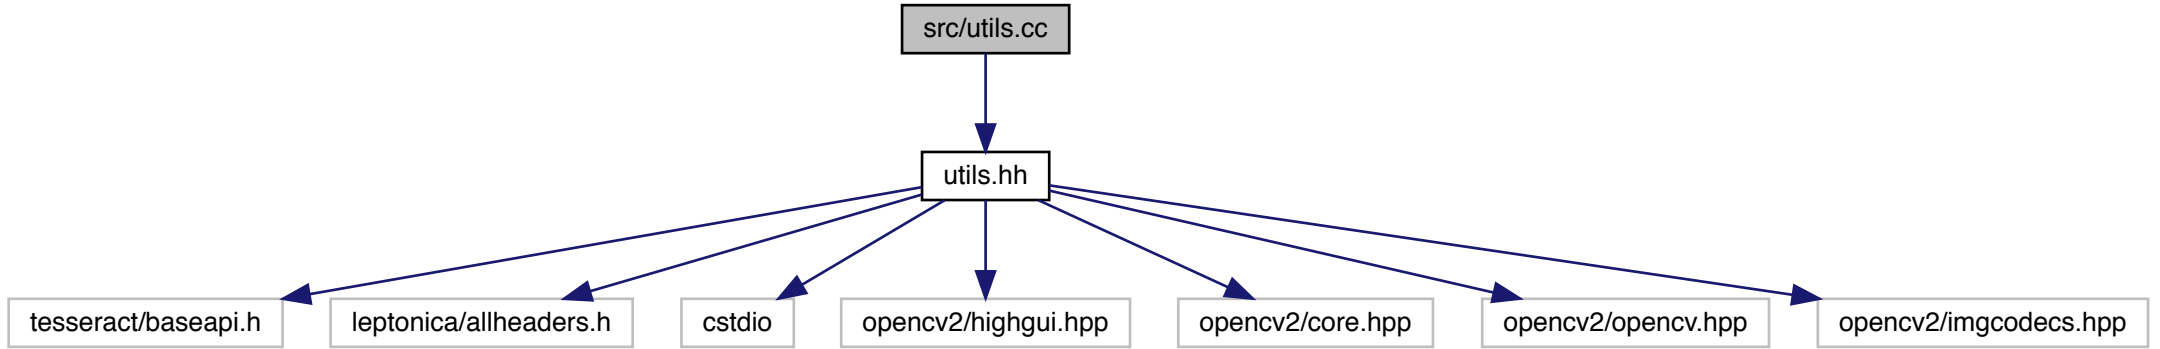 src/utils.cc
utils.hh
tesseract/baseapi.h
leptonica/allheaders.h
cstdio
opencv2/highgui.hpp
opencv2/core.hpp
opencv2/opencv.hpp
opencv2/imgcodecs.hpp